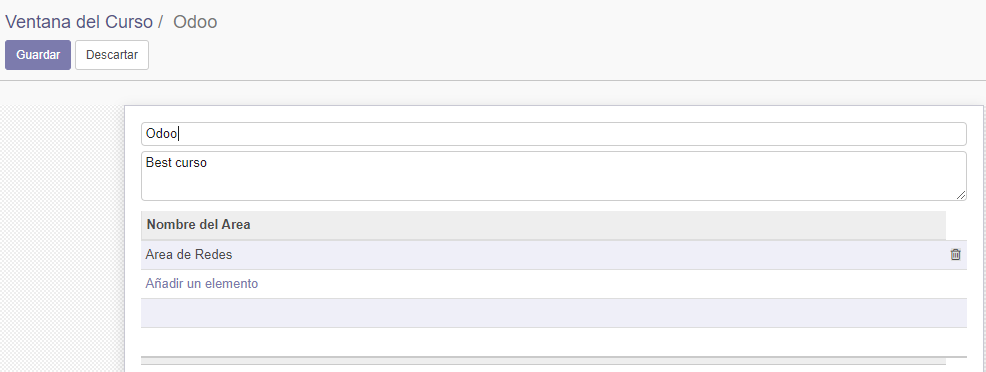 Ventana del Curso / Odoo
Guardar Descartar
Odoo
Best curso
Nombre del Area
Area de Redes
Añadir un elemento